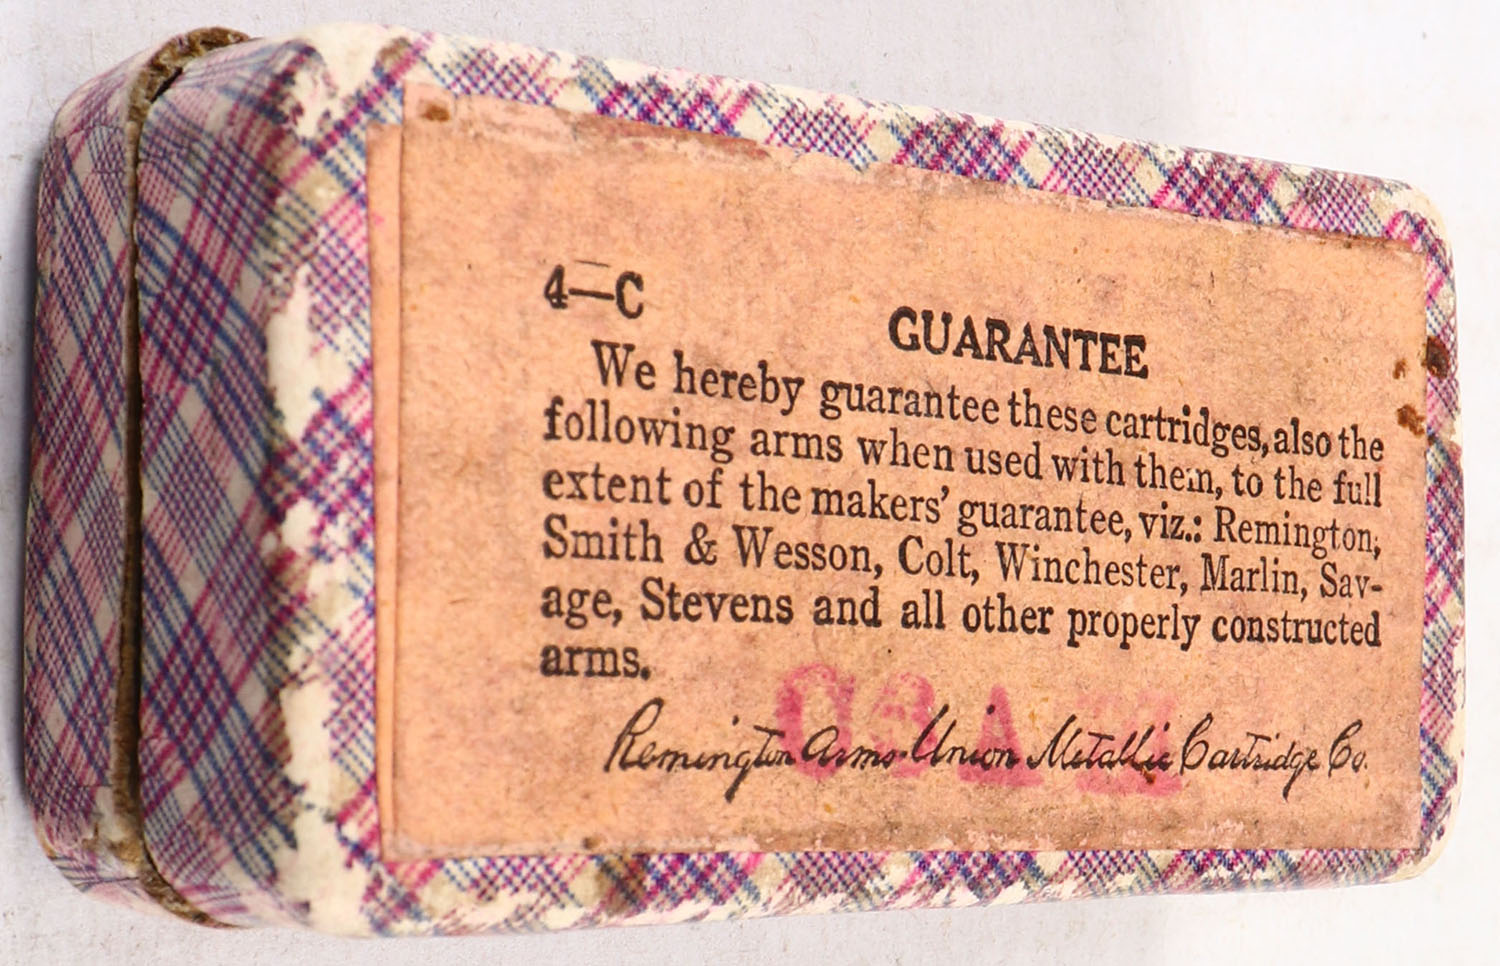 4—C
GUARANTEE
We hereby guarantee these cartridges, also the
following arms when used with them, to the full
extent of the makers' guarantee, viz.: Remington,
Smith & Wesson, Colt, Winchester, Marlin, Sav-
age, Stevens and all other properly constructed
arms.
Remington Arms-Union Metallic Cartridge Co.